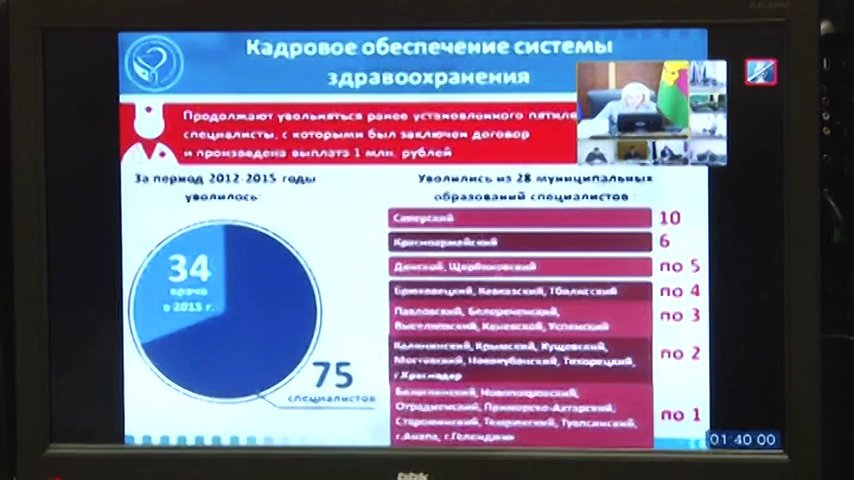 Кадровое обеспечение системы
здравоохранения
Продолжают увольняться ранее установленного пятиле
специалисты, с которыми был заключен договор
и произведена выплата 1 млн. рублей
За период 2012-2015 годы
уволилось:
34
врача
в 2015 г.
75
специалистов
Уволились из 28 муниципальных
образований специалистов :
Северский 10
Красноармейский 6
Динской, Щербиновский по 5
Брюховецкий, Кавказский, Тбилисский по 4
Павловский, Белореченский,
Выселковский, Каневской, Успенский по 3
Калининский, Крымский, Кущевский,
Мостовский, Новокубанский, Тихорецкий, по 2
г.Краснодар
Новопокровский,
Отрадненский, Приморско-Ахтарский,
Староминский, Темрюкский, Туапсинский, по 1
г.Анапа, г.Геленджик
01:40:00